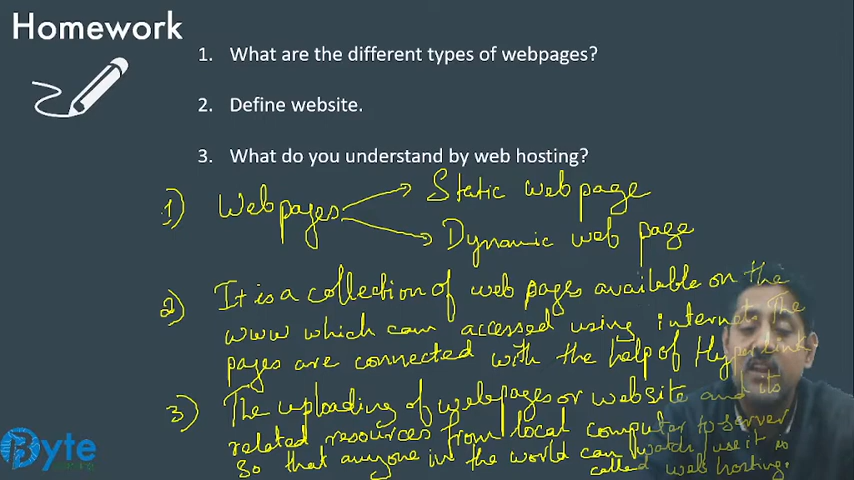 Homework
1. What are the different types of webpages?
2. Define website.
3. What do you understand by web hosting?
1) Webpages
Static web page
Dynamic web page
2) It is a collection of web pages available on the
www which can accessed using internet. The
pages are connected with the help of Hyperlink.
3) The uploading of webpages or website and its
related resources from local computer to server
so that anyone in the world can watch use it is
called web hosting.
Byte